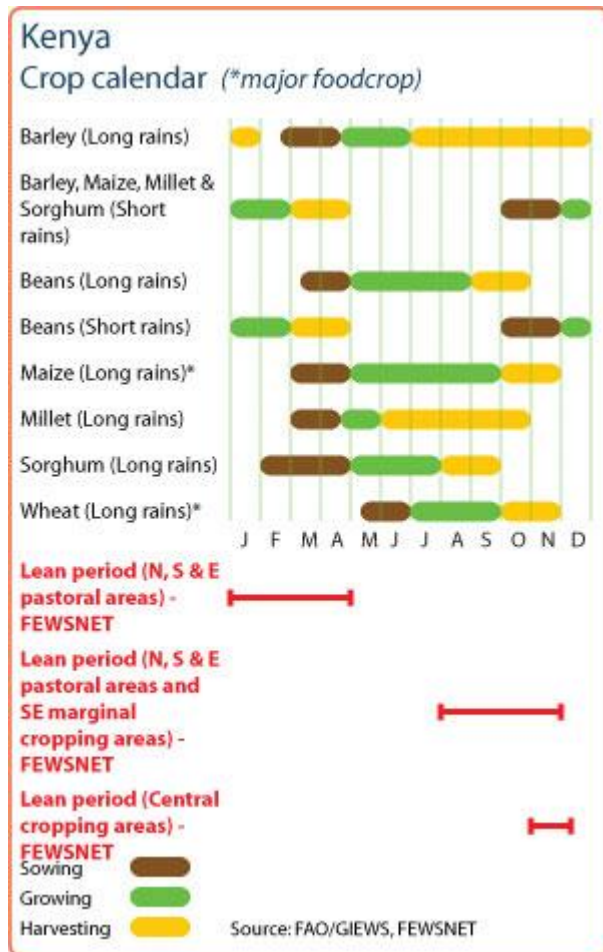 Kenya
Crop calendar (*major foodcrop)
Barley (Long rains)
Barley, Maize, Millet &
Sorghum (Short
rains)
Beans (Long rains)
Beans (Short rains)
Maize (Long rains)*
Millet (Long rains)
Sorghum (Long rains)
Wheat (Long rains)*
J F M A M J J A S O N D
Lean period (N, S & E
pastoral areas) -
FEWSNET
Lean period (N, S & E
pastoral areas and
SE marginal
cropping areas) -
FEWSNET
Lean period (Central
cropping areas) -
FEWSNET
Sowing
Growing
Harvesting
Source: FAO/GIEWS, FEWSNET